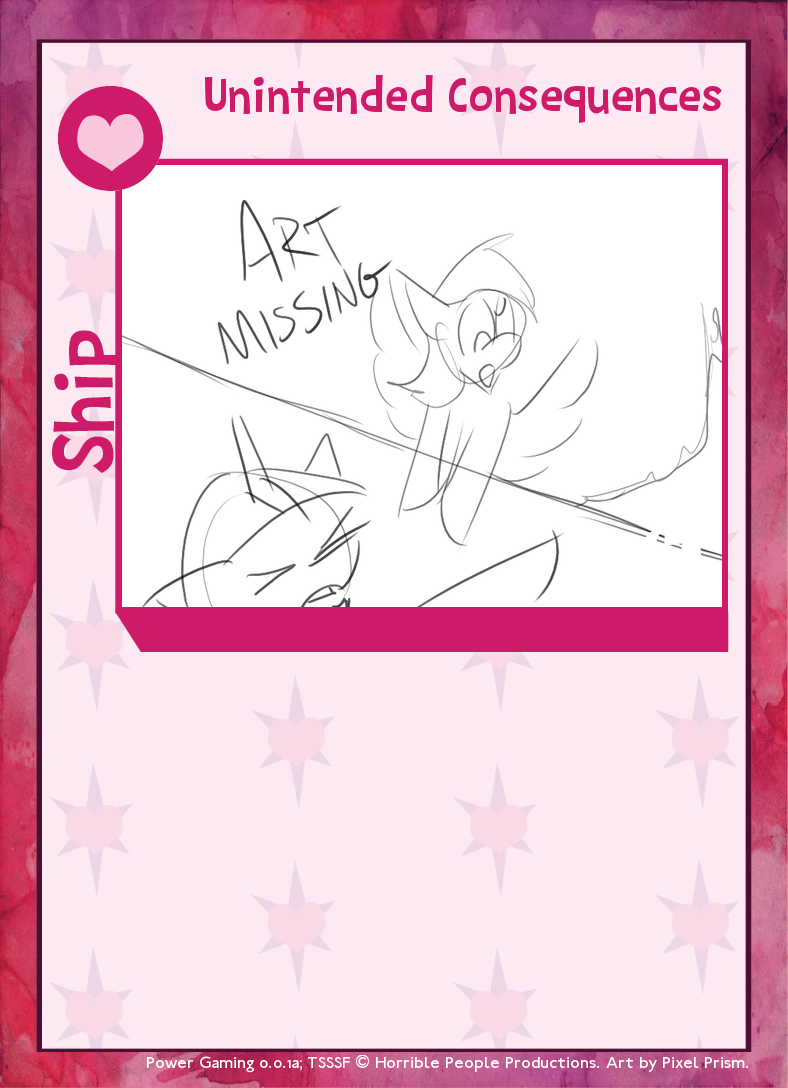 Unintended Consequences
ART
MISSING
Ship
Power Gaming 0.0.1a; TSSSF © Horrible People Productions. Art by Pixel Prism.